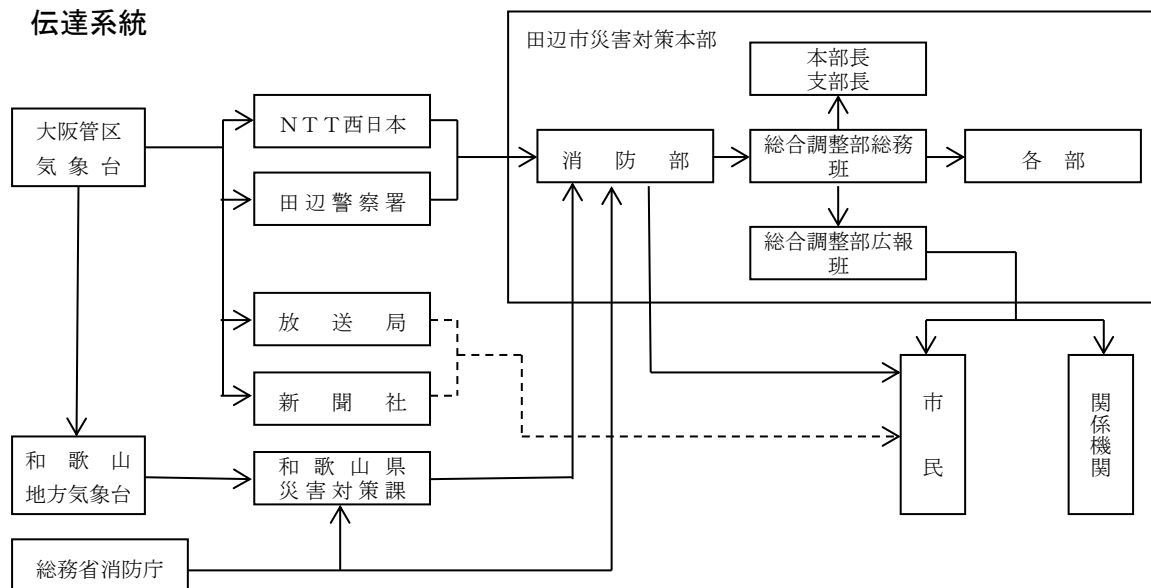 伝達系統
田辺市災害対策本部
本部長
支部長
大阪管区
気象台
NTT西日本
消防部
総合調整部総務
班
各部
田辺警察署
総合調整部広報
班
放送局
新聞社
市民
関係機関
和歌山
地方気象台
和歌山県
災害対策課
総務省消防庁